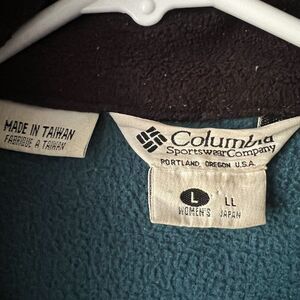 MADE IN TAIWAN
FABRIQUE A TAIWAN
Columbia
Sportswear Company
PORTLAND, OREGON U.S.A.
L LL
WOMEN'S JAPAN